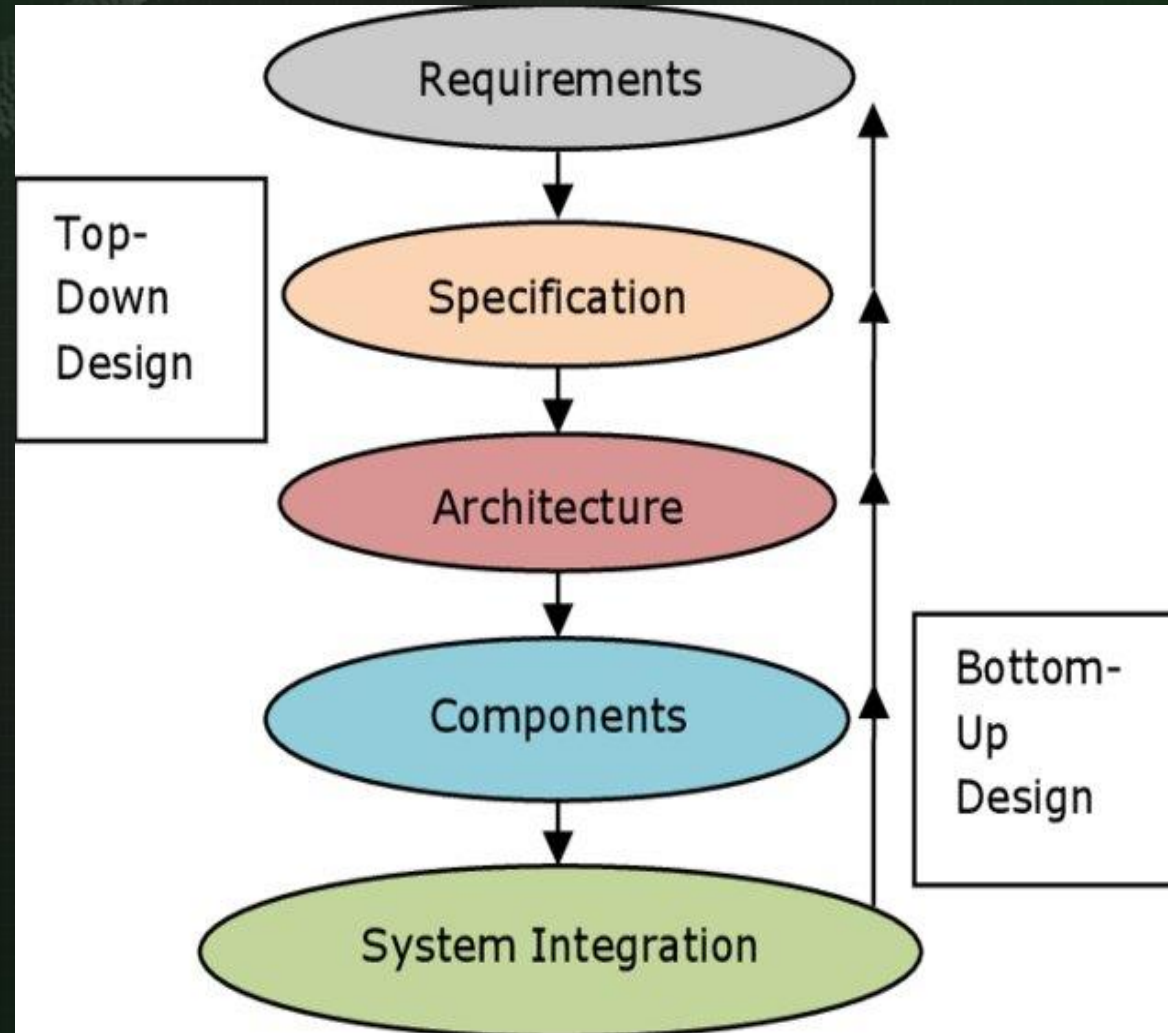 Requirements
Top-
Down
Design
Specification
Architecture
Components
Bottom-
Up
Design
System Integration